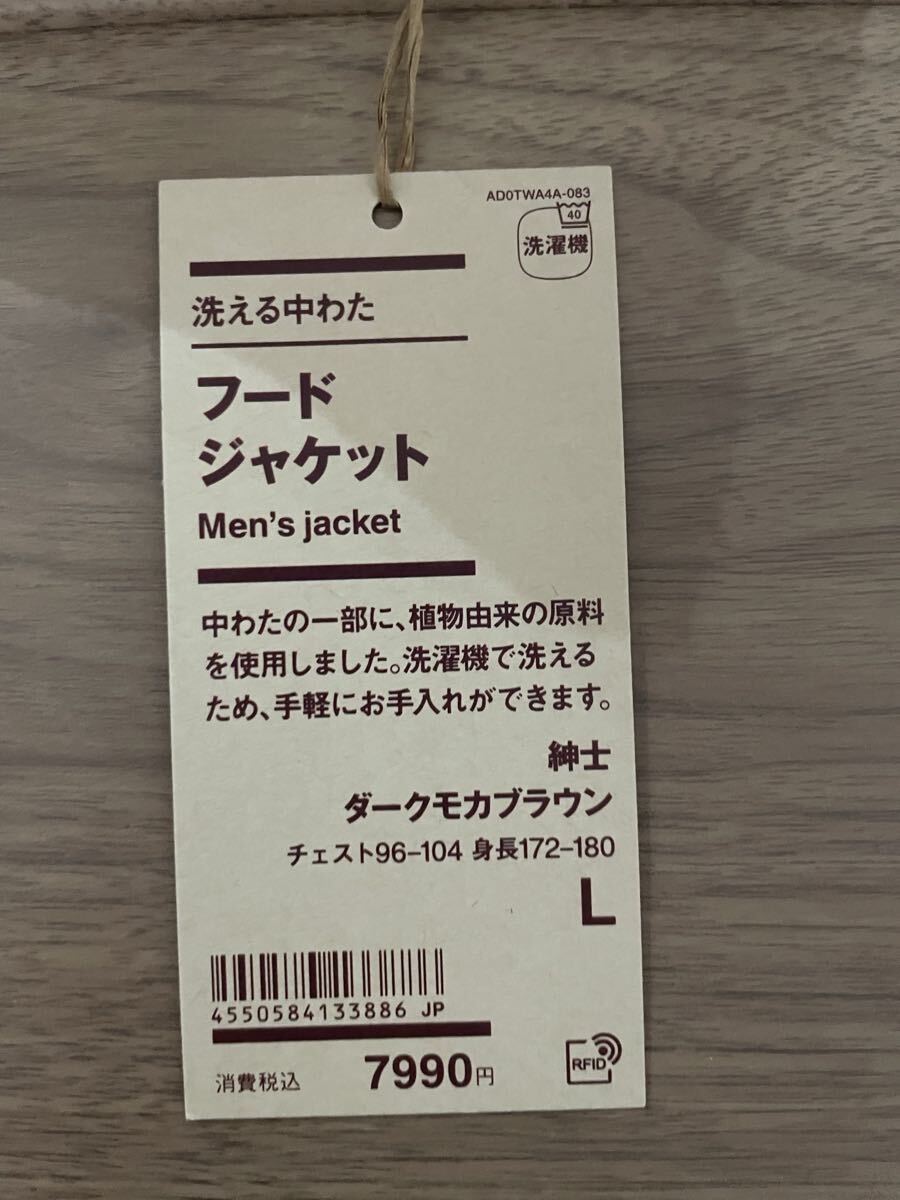 AD0TWA4A-083
40
洗濯機
洗える中わた
フード
ジャケット
Men's jacket
中わたの一部に、植物由来の原料
を使用しました。洗濯機で洗える
ため、手軽にお手入れができます。
紳士
ダークモカブラウン
チェスト96-104 身長172-180
L
4550584133886 JP
消費税込 7990円
RFID